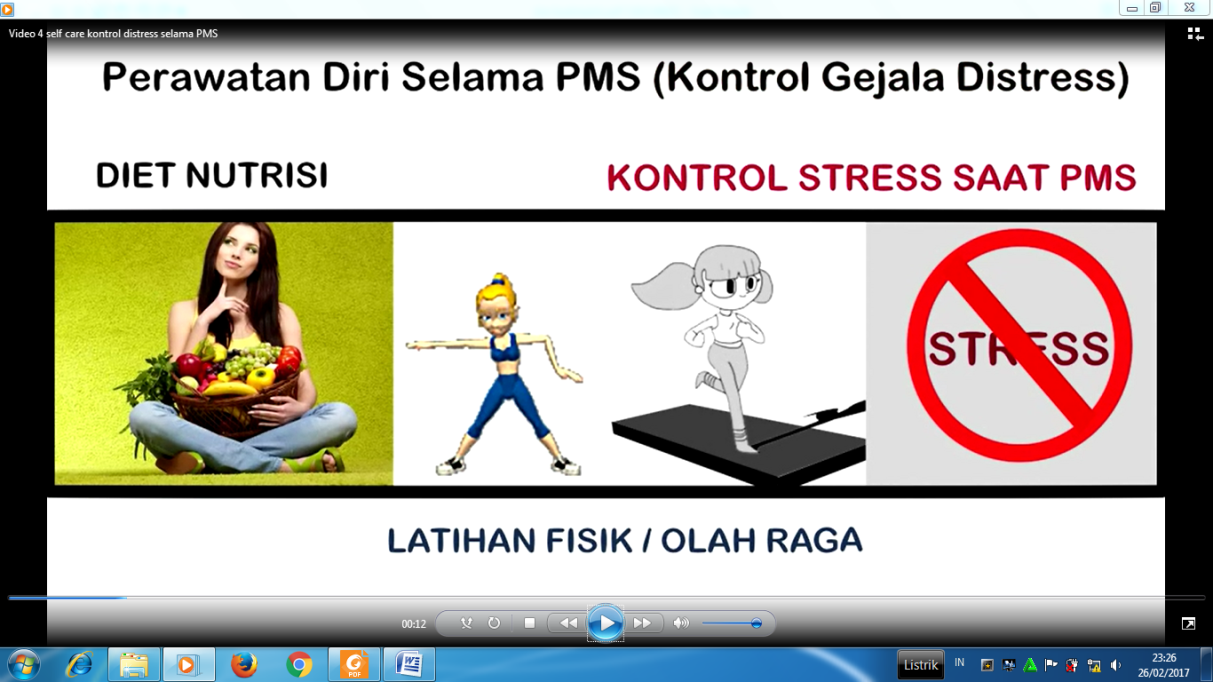 Video 4 self care kontrol distress selama PMS
Perawatan Diri Selama PMS (Kontrol Gejala Distress)
DIET NUTRISI
KONTROL STRESS SAAT PMS
STRESS
LATIHAN FISIK / OLAH RAGA
00:12
PDF
Listrik
IN
23:26
26/02/2017